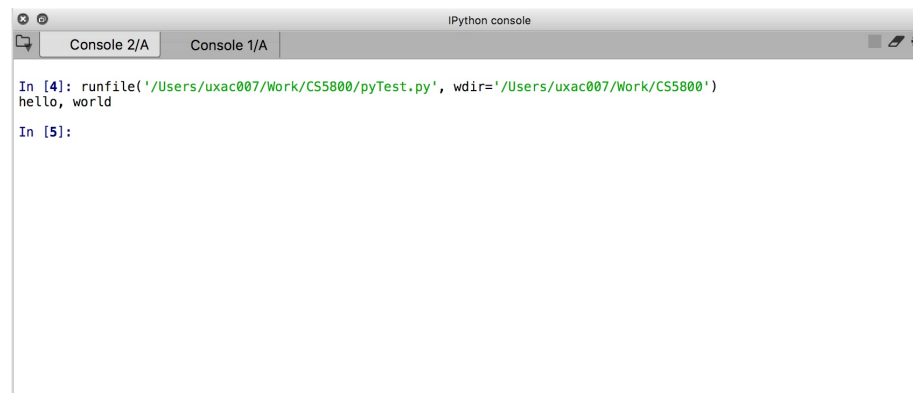 IPython console
Console 2/A Console 1/A
In [4]: runfile('/Users/uxac007/Work/CS5800/pyTest.py', wdir='/Users/uxac007/Work/CS5800')
hello, world
In [5]: